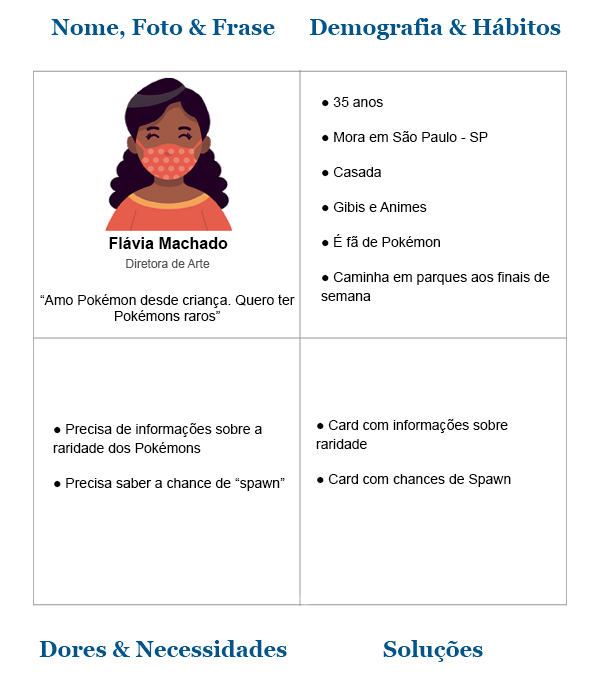 Nome, Foto & Frase
Demografia & Hábitos
Flávia Machado
Diretora de Arte
“Amo Pokémon desde criança. Quero ter
Pokémons raros”
● 35 anos
● Mora em São Paulo - SP
● Casada
● Gibis e Animes
● É fã de Pokémon
● Caminha em parques aos finais de
semana
● Precisa de informações sobre a
raridade dos Pokémons
● Precisa saber a chance de “spawn”
● Card com informações sobre
raridade
● Card com chances de Spawn
Dores & Necessidades
Soluções